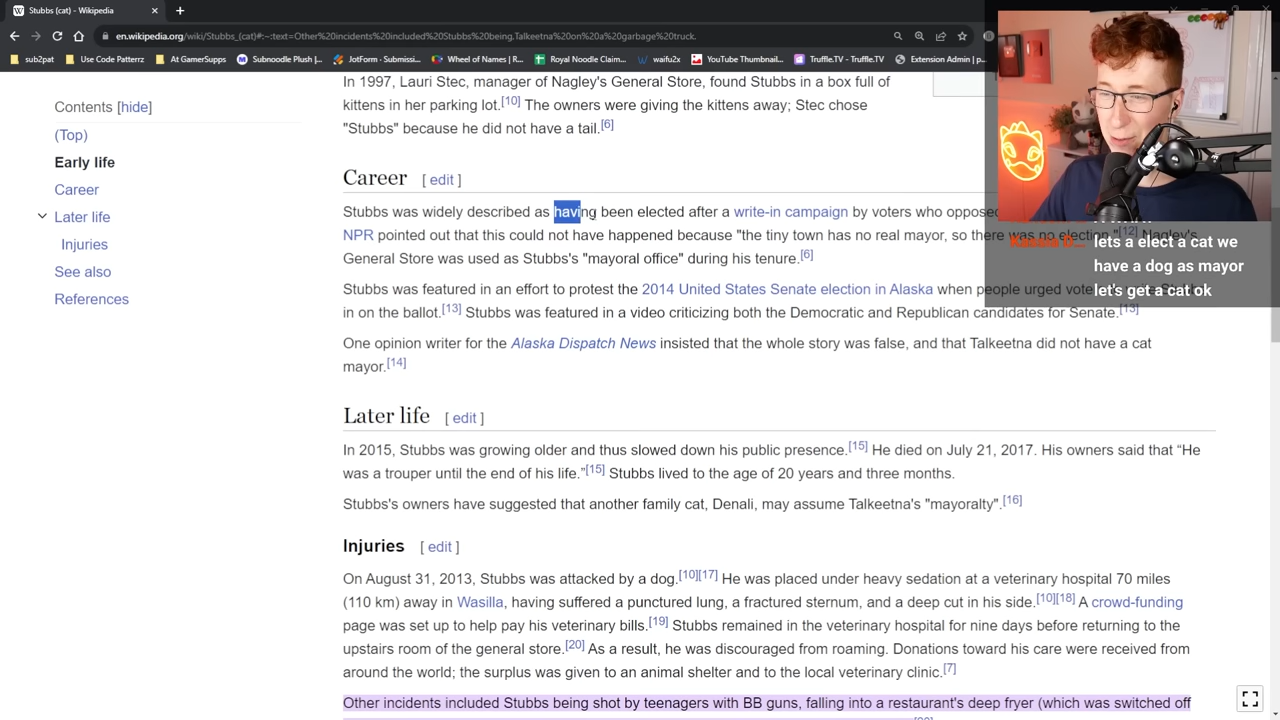 Stubbs (cat) - Wikipedia
en.wikipedia.org/wiki/Stubbs_(cat)#:~:text=Other%20incidents%20included%20Stubbs%20being,Talkeetna%20on%20a%20garbage%20truck.
sub2pat
Use Code Patterrz
At GamerSupps
Subnoodle Plush |...
JotForm - Submissi...
Wheel of Names | R...
Royal Noodle Claim...
waifu2x
YouTube Thumbnail...
Truffle.TV - Truffle.TV
Extension Admin | p...
Contents [hide]
(Top)
Early life
Career
Later life
Injuries
See also
References
In 1997, Lauri Stec, manager of Nagley's General Store, found Stubbs in a box full of
kittens in her parking lot.[10] The owners were giving the kittens away; Stec chose
"Stubbs" because he did not have a tail.[6]
Career [ edit ]
Stubbs was widely described as having been elected after a write-in campaign by voters who opposed
NPR pointed out that this could not have happened because "the tiny town has no real mayor, so there was no election."[12] Nagley's
General Store was used as Stubbs's "mayoral office" during his tenure.[6]
Stubbs was featured in an effort to protest the 2014 United States Senate election in Alaska when people urged vote
in on the ballot.[13] Stubbs was featured in a video criticizing both the Democratic and Republican candidates for Senate.[13]
One opinion writer for the Alaska Dispatch News insisted that the whole story was false, and that Talkeetna did not have a cat
mayor.[14]
Later life [ edit ]
In 2015, Stubbs was growing older and thus slowed down his public presence.[15] He died on July 21, 2017. His owners said that “He
was a trouper until the end of his life.”[15] Stubbs lived to the age of 20 years and three months.
Stubbs's owners have suggested that another family cat, Denali, may assume Talkeetna's "mayoralty".[16]
Injuries [ edit ]
On August 31, 2013, Stubbs was attacked by a dog.[10][17] He was placed under heavy sedation at a veterinary hospital 70 miles
(110 km) away in Wasilla, having suffered a punctured lung, a fractured sternum, and a deep cut in his side.[10][18] A crowd-funding
page was set up to help pay his veterinary bills.[19] Stubbs remained in the veterinary hospital for nine days before returning to the
upstairs room of the general store.[20] As a result, he was discouraged from roaming. Donations toward his care were received from
around the world; the surplus was given to an animal shelter and to the local veterinary clinic.[7]
Other incidents included Stubbs being shot by teenagers with BB guns, falling into a restaurant's deep fryer (which was switched off
lets a elect a cat we
have a dog as mayor
let's get a cat ok